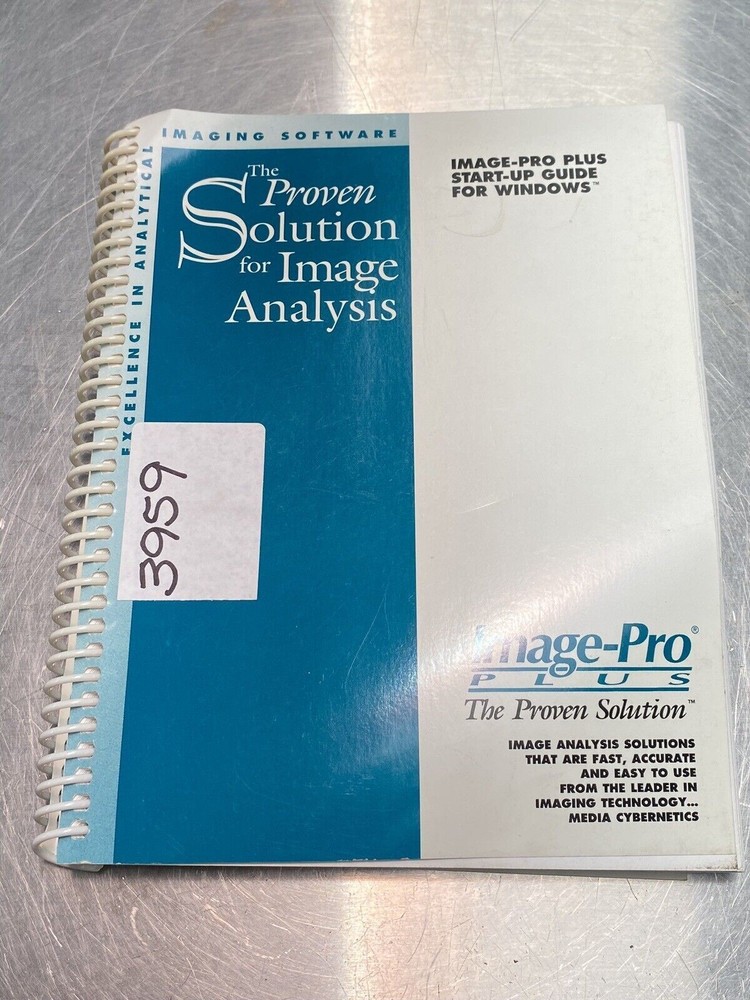 EXCELLENCE IN ANALYTICAL
IMAGING SOFTWARE
The
Proven
Solution
for Image
Analysis
IMAGE-PRO PLUS
START-UP GUIDE
FOR WINDOWS™
3959
Image-Pro®
PLUS
The Proven Solution™
IMAGE ANALYSIS SOLUTIONS
THAT ARE FAST, ACCURATE
AND EASY TO USE
FROM THE LEADER IN
IMAGING TECHNOLOGY...
MEDIA CYBERNETICS